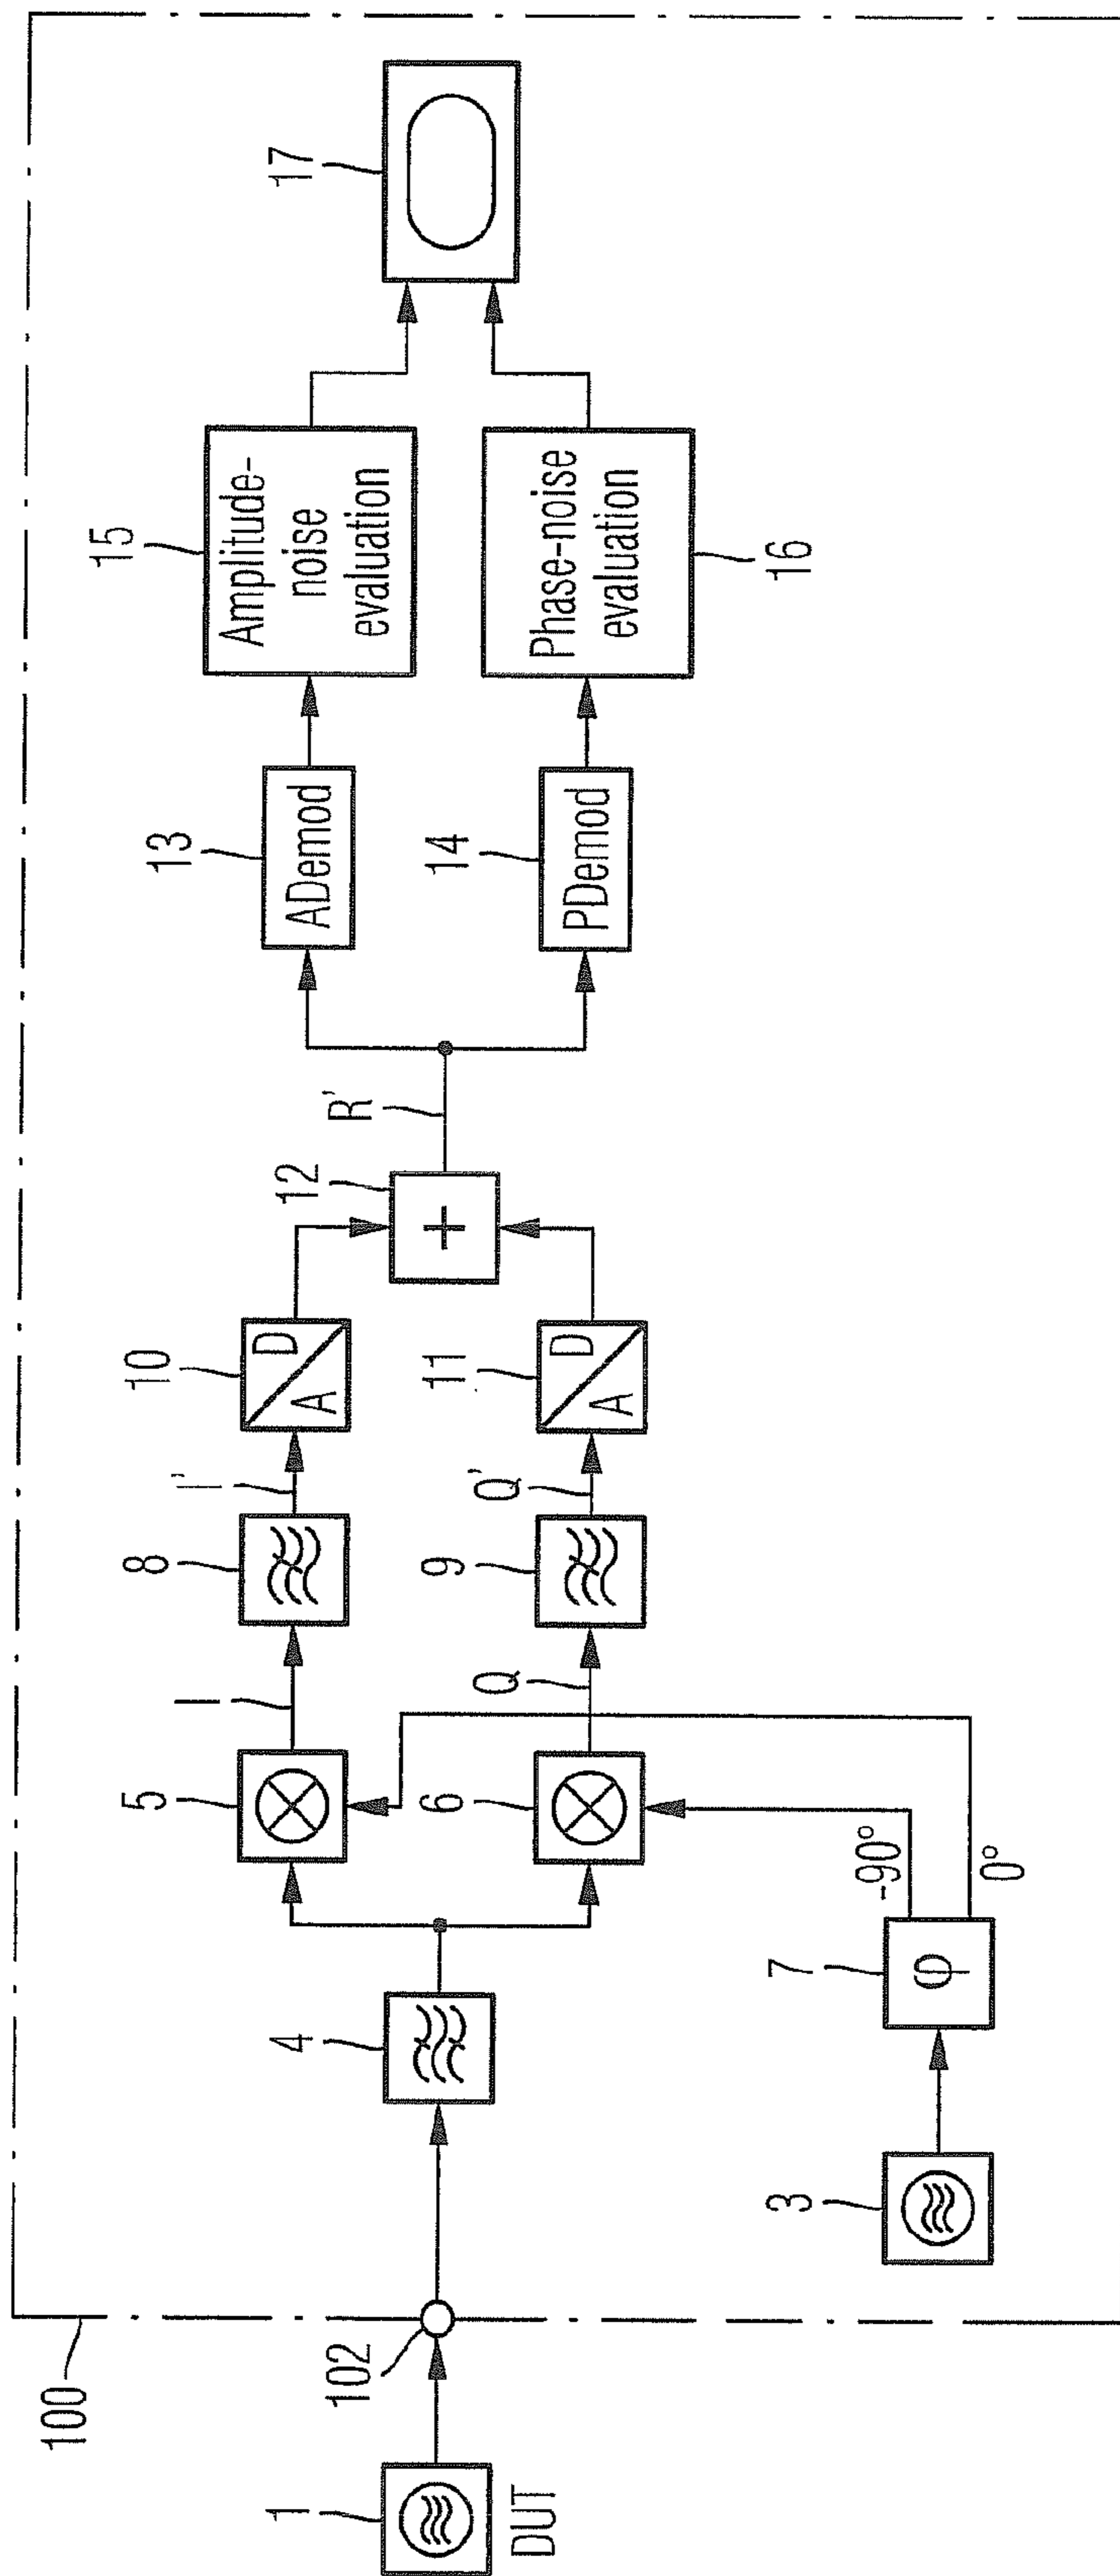 100
1
DUT
102
4
3
7
φ
-90°
0°
5
6
I
Q
8
9
I'
Q'
10
A
D
11
A
D
12
+
R'
13
ADemod
14
PDemod
15
Amplitude-
noise
evaluation
Phase-noise
evaluation
16
17